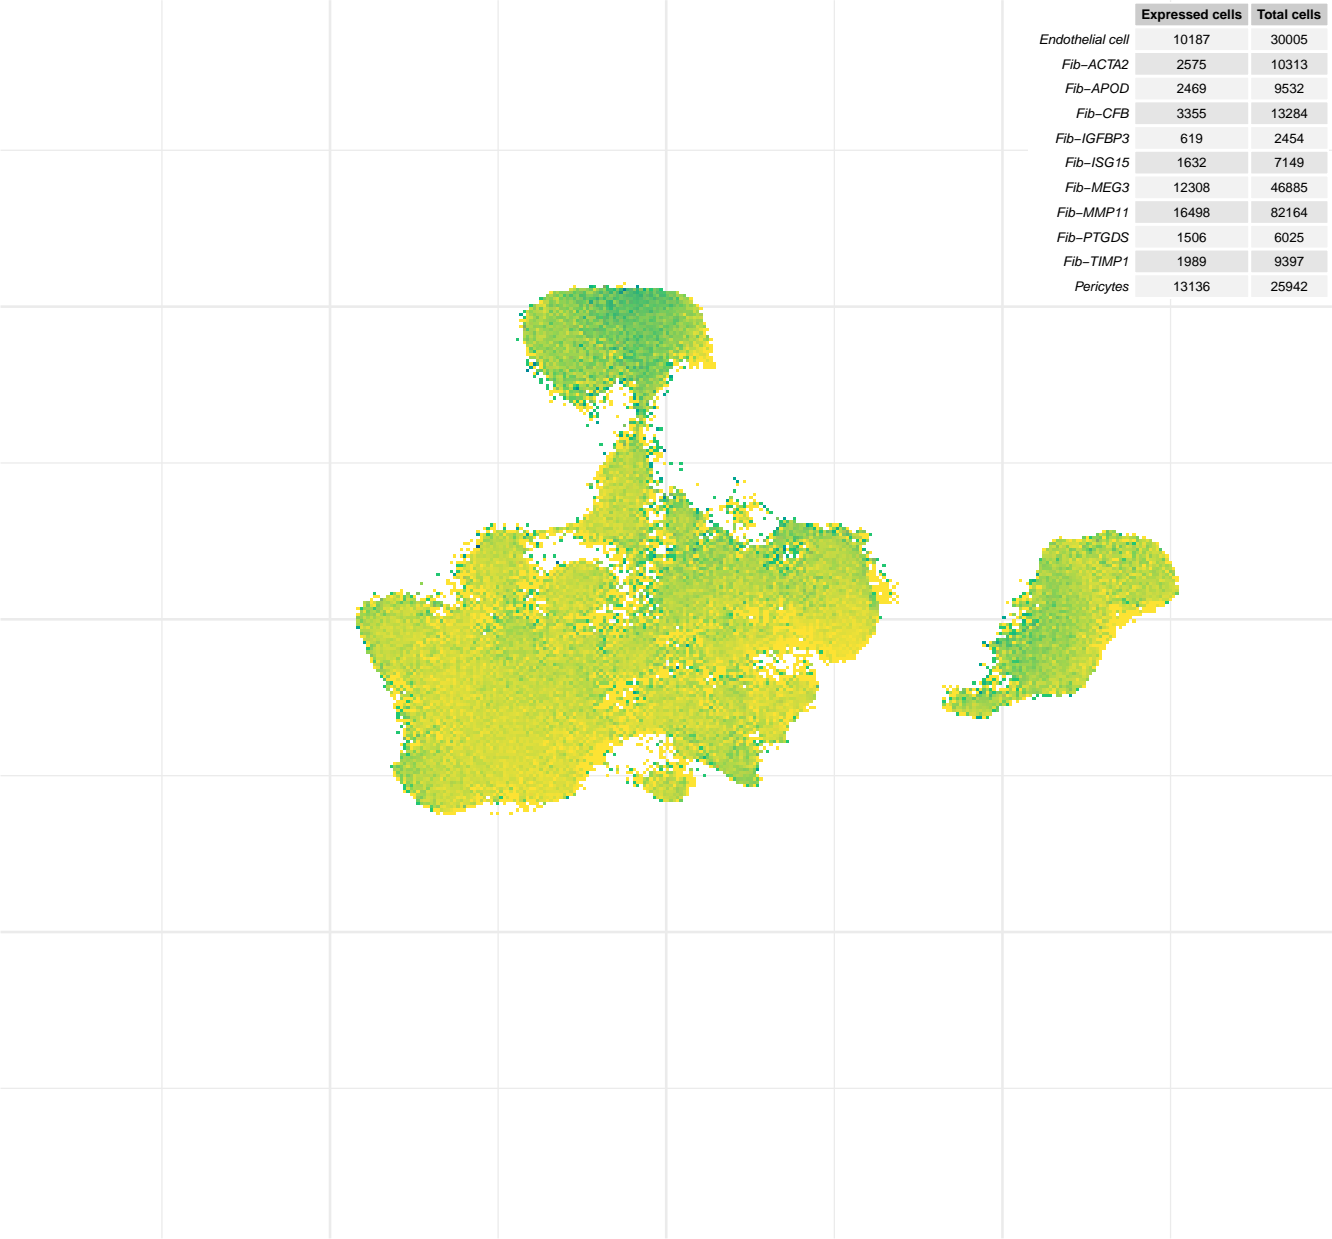 Expressed cells Total cells
Endothelial cell 10187 30005
Fib−ACTA2 2575 10313
Fib−APOD 2469 9532
Fib−CFB 3355 13284
Fib−IGFBP3 619 2454
Fib−ISG15 1632 7149
Fib−MEG3 12308 46885
Fib−MMP11 16498 82164
Fib−PTGDS 1506 6025
Fib−TIMP1 1989 9397
Pericytes 13136 25942